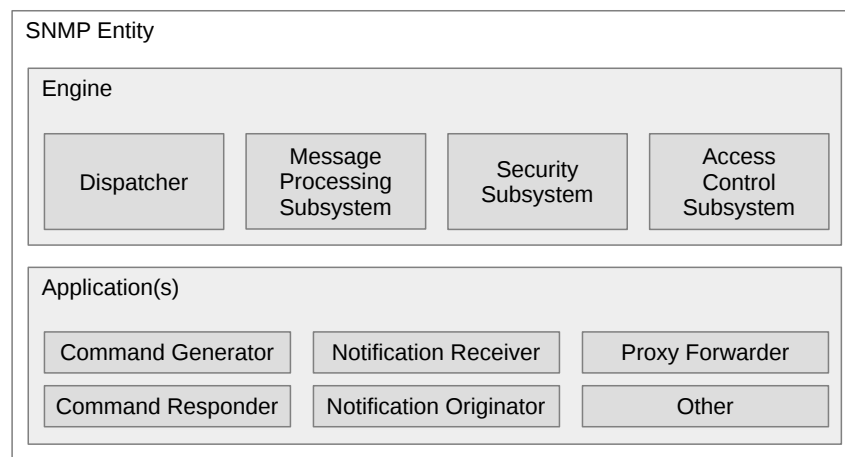 SNMP Entity
Engine
Dispatcher
Message
Processing
Subsystem
Security
Subsystem
Access
Control
Subsystem
Application(s)
Command Generator
Notification Receiver
Proxy Forwarder
Command Responder
Notification Originator
Other